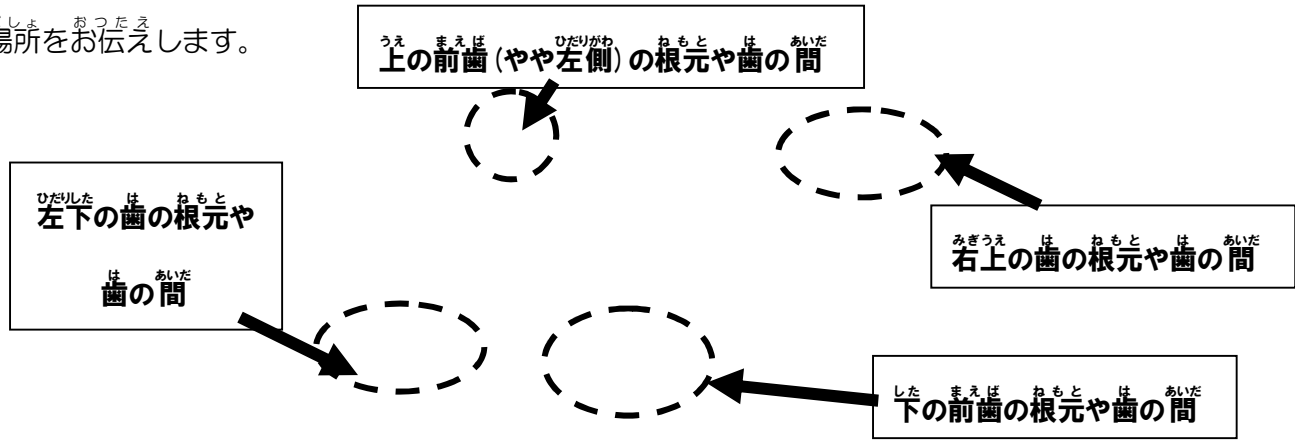 場所をお伝えします。
上の前歯(やや左側)の根元や歯の間
左下の歯の根元や
歯の間
右上の歯の根元や歯の間
下の前歯の根元や歯の間